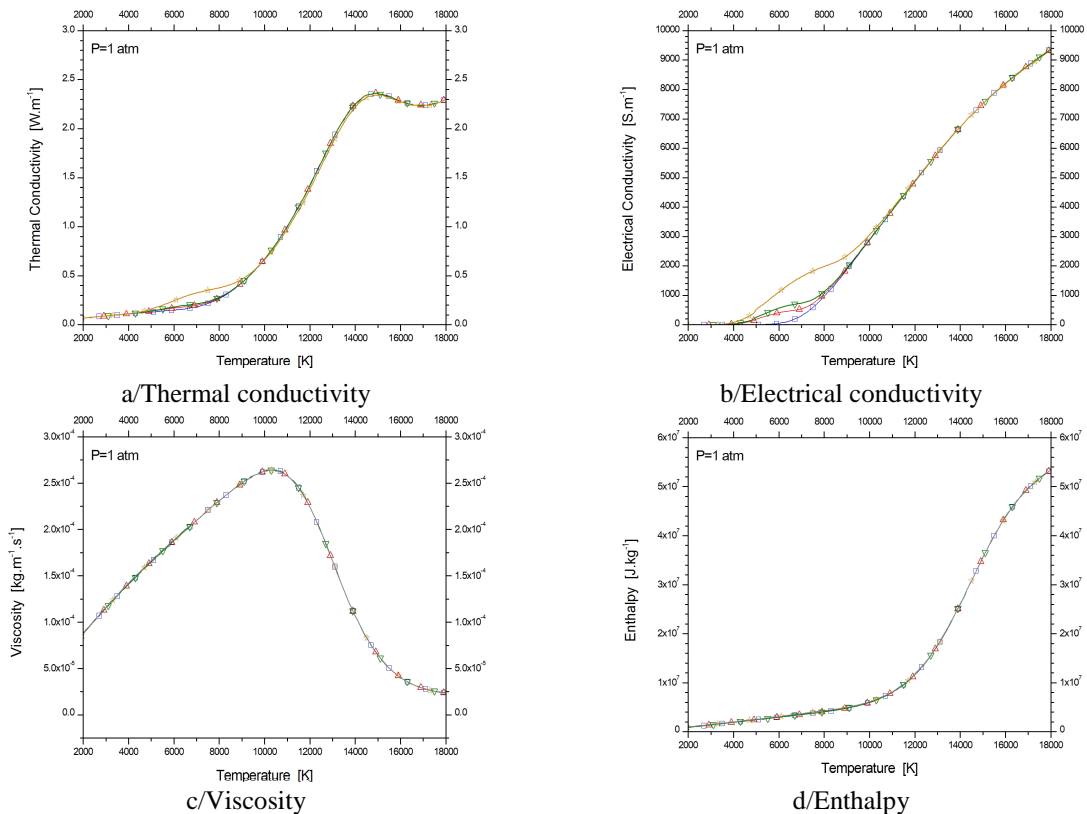 2000 4000 6000 8000 10000 12000 14000 16000 18000
3.0 3.0
P=1 atm
2.5 2.5
2.0 2.0
1.5 1.5
1.0 1.0
0.5 0.5
0.0 0.0
Thermal Conductivity [W.m⁻¹]
2000 4000 6000 8000 10000 12000 14000 16000 18000
Temperature [K]
a/Thermal conductivity
2000 4000 6000 8000 10000 12000 14000 16000 18000
10000 10000
P=1 atm
9000 9000
8000 8000
7000 7000
6000 6000
5000 5000
4000 4000
3000 3000
2000 2000
1000 1000
0 0
Electrical Conductivity [S.m⁻¹]
2000 4000 6000 8000 10000 12000 14000 16000 18000
Temperature [K]
b/Electrical conductivity
2000 4000 6000 8000 10000 12000 14000 16000 18000
3.0x10⁻⁴ 3.0x10⁻⁴
P=1 atm
2.5x10⁻⁴ 2.5x10⁻⁴
2.0x10⁻⁴ 2.0x10⁻⁴
1.5x10⁻⁴ 1.5x10⁻⁴
1.0x10⁻⁴ 1.0x10⁻⁴
5.0x10⁻⁵ 5.0x10⁻⁵
0.0 0.0
Viscosity [kg.m⁻¹.s⁻¹]
2000 4000 6000 8000 10000 12000 14000 16000 18000
Temperature [K]
c/Viscosity
2000 4000 6000 8000 10000 12000 14000 16000 18000
6x10⁷ 6x10⁷
P=1 atm
5x10⁷ 5x10⁷
4x10⁷ 4x10⁷
3x10⁷ 3x10⁷
2x10⁷ 2x10⁷
1x10⁷ 1x10⁷
0 0
Enthalpy [J.kg⁻¹]
2000 4000 6000 8000 10000 12000 14000 16000 18000
Temperature [K]
d/Enthalpy